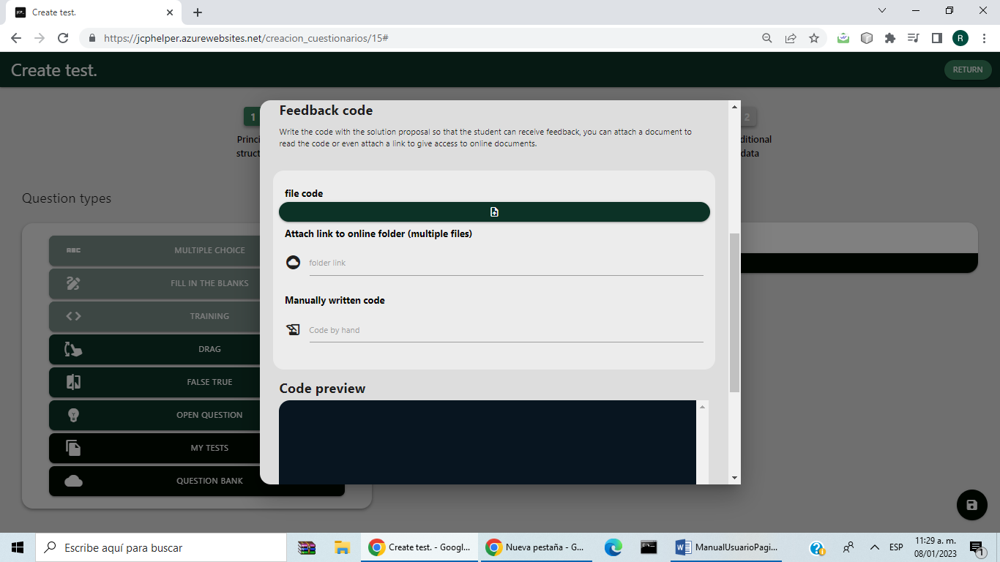 Create test.
https://jcphelper.azurewebsites.net/creacion_cuestionarios/15#
R
Create test.
RETURN
1
Princi
struct
2
ditional
data
Question types
ABC MULTIPLE CHOICE
FILL IN THE BLANKS
TRAINING
DRAG
FALSE TRUE
OPEN QUESTION
MY TESTS
QUESTION BANK
Feedback code
Write the code with the solution proposal so that the student can receive feedback, you can attach a document to
read the code or even attach a link to give access to online documents.
file code
Attach link to online folder (multiple files)
folder link
Manually written code
Code by hand
Code preview
Escribe aquí para buscar
Create test. - Googl...
Nueva pestaña - G...
ManualUsuarioPagi...
ESP
11:29 a. m.
08/01/2023
1